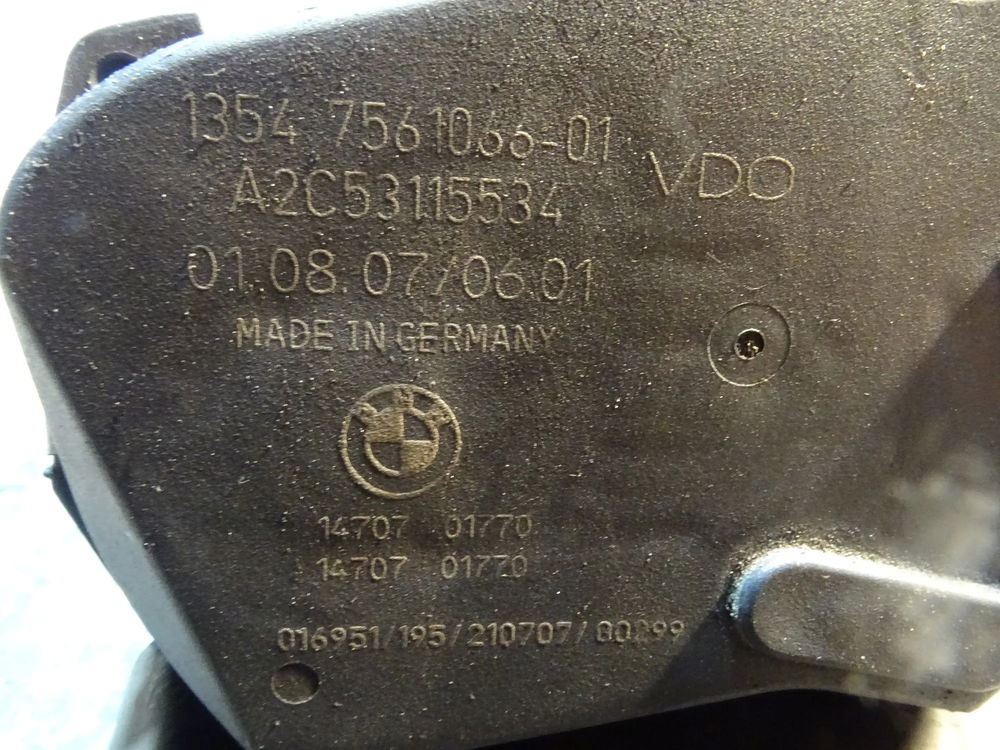 1354 7561066-01
VDO
A2C53115534
01.08.07/06.01
MADE IN GERMANY
BMW
14707 01770
14707 01770
016951/195/210707/